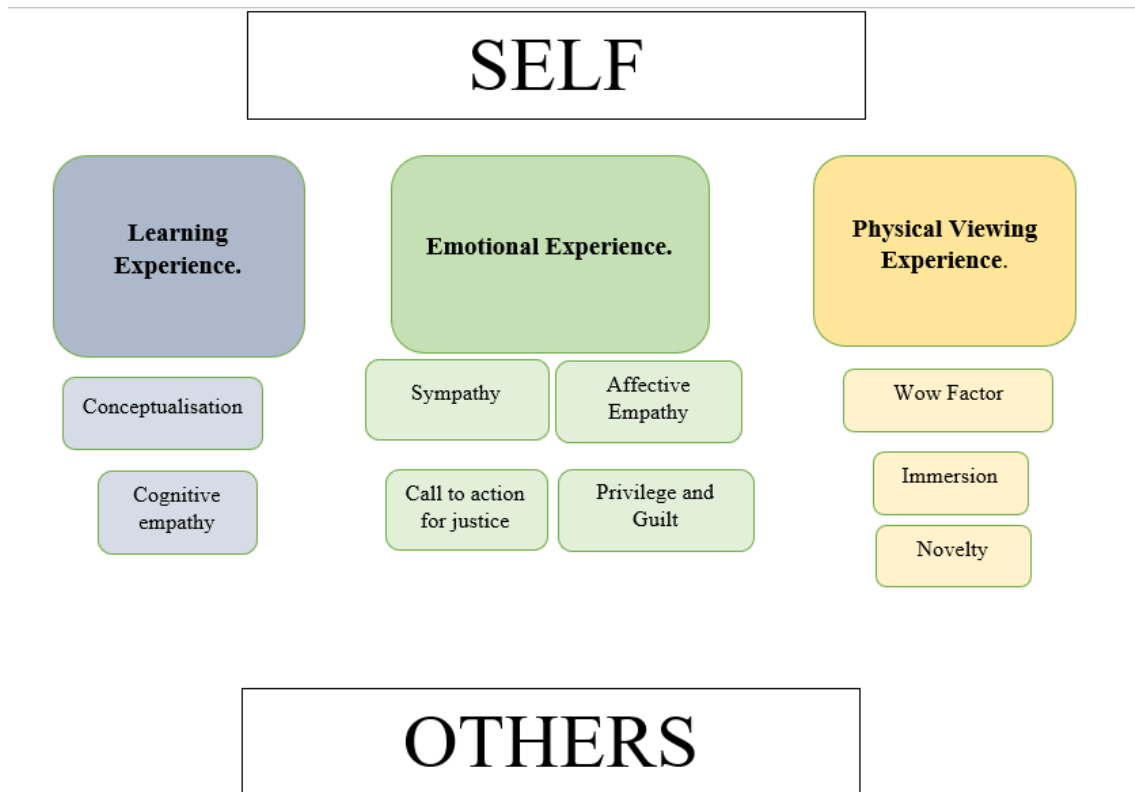 SELF
Learning
Experience.
Emotional Experience.
Physical Viewing
Experience.
Conceptualisation
Cognitive
empathy
Sympathy
Affective
Empathy
Call to action
for justice
Privilege and
Guilt
Wow Factor
Immersion
Novelty
OTHERS